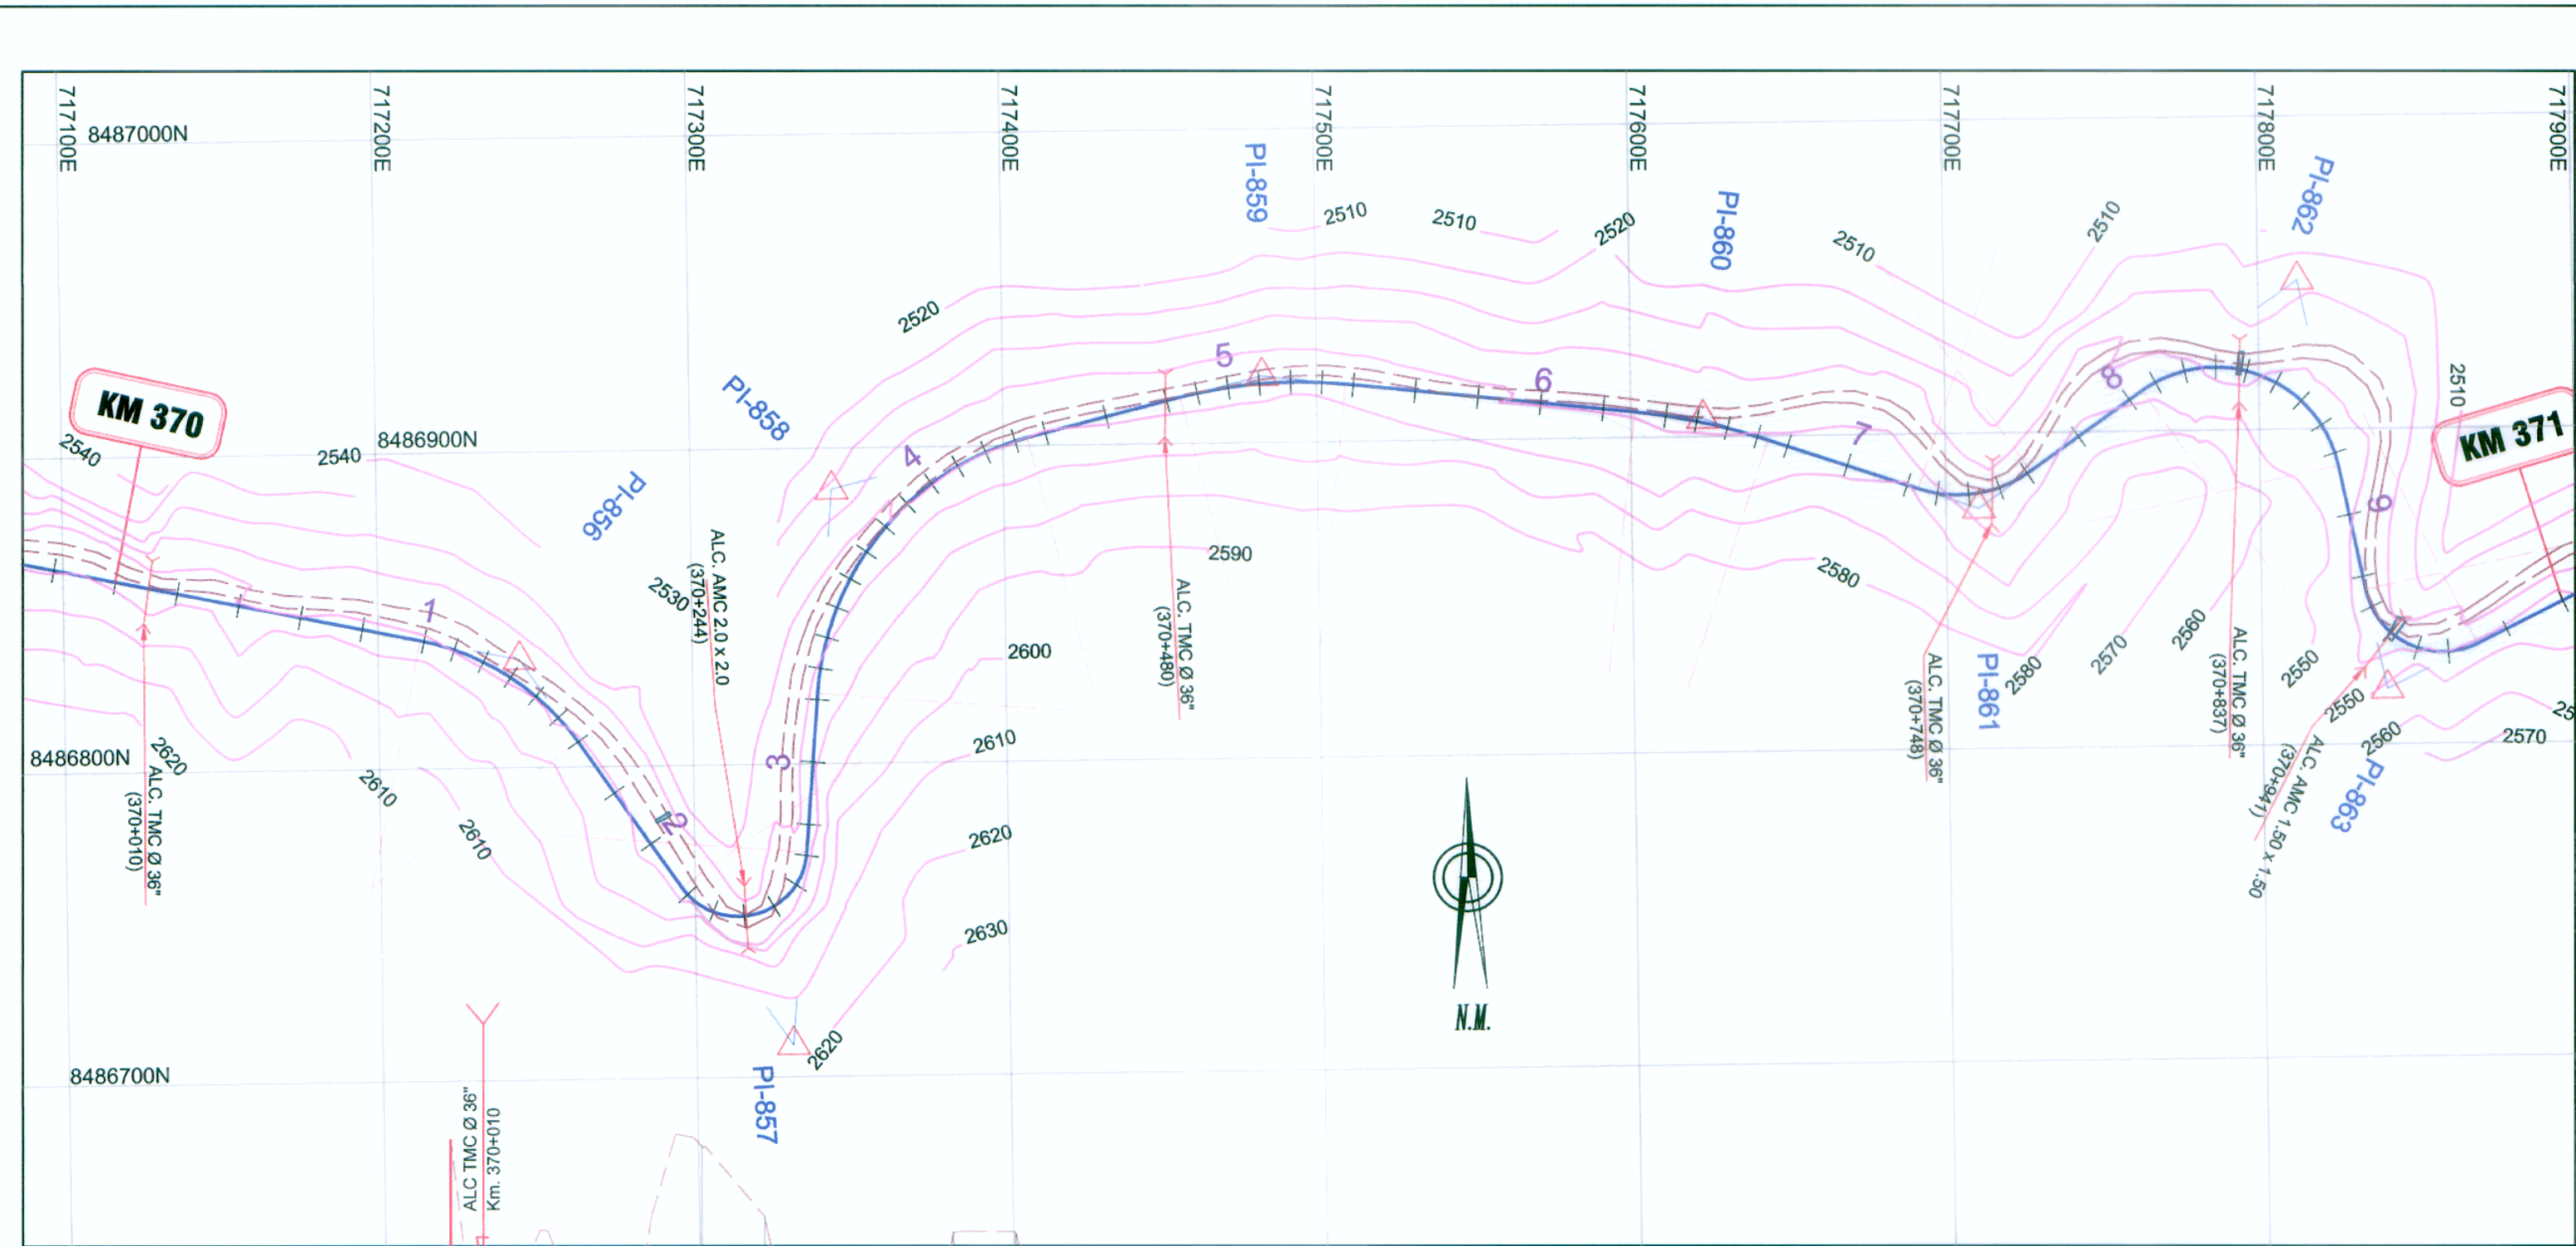 717100E
717200E
717300E
717400E
717500E
717600E
717700E
717800E
717900E
8487000N
PI-859
2510
2510
2520
PI-860
2510
2510
PI-862
2520
PI-858
KM 370
2540
2540
8486900N
PI-856
5
6
7
8
9
4
2510
KM 371
2530
ALC. AMC 2.0 x 2.0
(370+244)
2590
2580
1
ALC. TMC Ø 36"
(370+480)
2600
2610
3
2
ALC. TMC Ø 36"
(370+748)
PI-861
2580
2570
2560
ALC. TMC Ø 36"
(370+837)
2550
2550
2560
2570
25
ALC. AMC 1.50 x 1.50
(370+941)
PI-863
8486800N
2620
ALC. TMC Ø 36"
(370+010)
2610
2610
2620
2630
2620
N.M.
PI-857
8486700N
ALC TMC Ø 36"
Km. 370+010